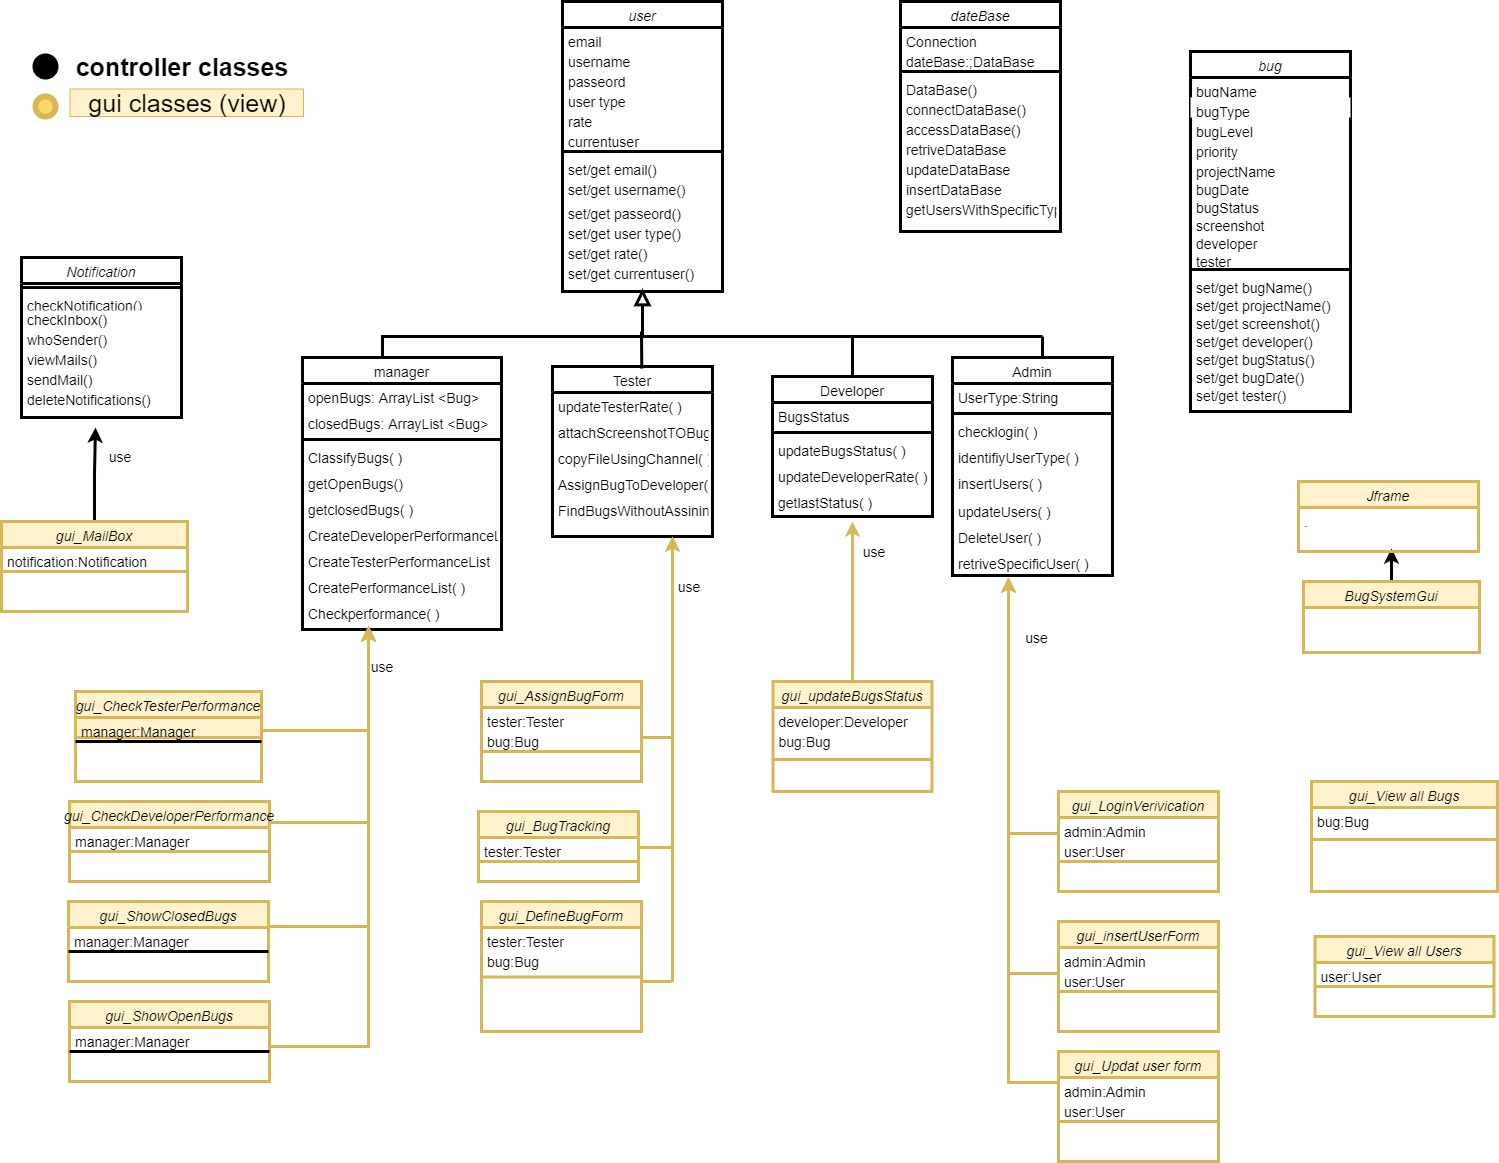 controller classes
gui classes (view)
user
email
username
passeord
user type
rate
currentuser
set/get email()
set/get username()
set/get passeord()
set/get user type()
set/get rate()
set/get currentuser()
dateBase
Connection
dateBase:;DataBase
DataBase()
connectDataBase()
accessDataBase()
retriveDataBase
updateDataBase
insertDataBase
getUsersWithSpecificTyp
bug
bugName
bugType
bugLevel
priority
projectName
bugDate
bugStatus
screenshot
developer
tester
set/get bugName()
set/get projectName()
set/get screenshot()
set/get developer()
set/get bugStatus()
set/get bugDate()
set/get tester()
Notification
checkNotification()
checkInbox()
whoSender()
viewMails()
sendMail()
deleteNotifications()
use
gui_MailBox
notification:Notification
manager
openBugs: ArrayList <Bug>
closedBugs: ArrayList <Bug>
ClassifyBugs( )
getOpenBugs()
getclosedBugs( )
CreateDeveloperPerformanceL
CreateTesterPerformanceList
CreatePerformanceList( )
Checkperformance( )
use
Tester
updateTesterRate( )
attachScreenshotTOBug
copyFileUsingChannel( )
AssignBugToDeveloper(
FindBugsWithoutAssinin
use
Developer
BugsStatus
updateBugsStatus( )
updateDeveloperRate( )
getlastStatus( )
use
Admin
UserType:String
checklogin( )
identifiyUserType( )
insertUsers( )
updateUsers( )
DeleteUser( )
retriveSpecificUser( )
use
Jframe
.
BugSystemGui
gui_CheckTesterPerformance
manager:Manager
gui_CheckDeveloperPerformance
manager:Manager
gui_ShowClosedBugs
manager:Manager
gui_ShowOpenBugs
manager:Manager
gui_AssignBugForm
tester:Tester
bug:Bug
gui_BugTracking
tester:Tester
gui_DefineBugForm
tester:Tester
bug:Bug
gui_updateBugsStatus
developer:Developer
bug:Bug
gui_LoginVerivication
admin:Admin
user:User
gui_insertUserForm
admin:Admin
user:User
gui_Updat user form
admin:Admin
user:User
gui_View all Bugs
bug:Bug
gui_View all Users
user:User